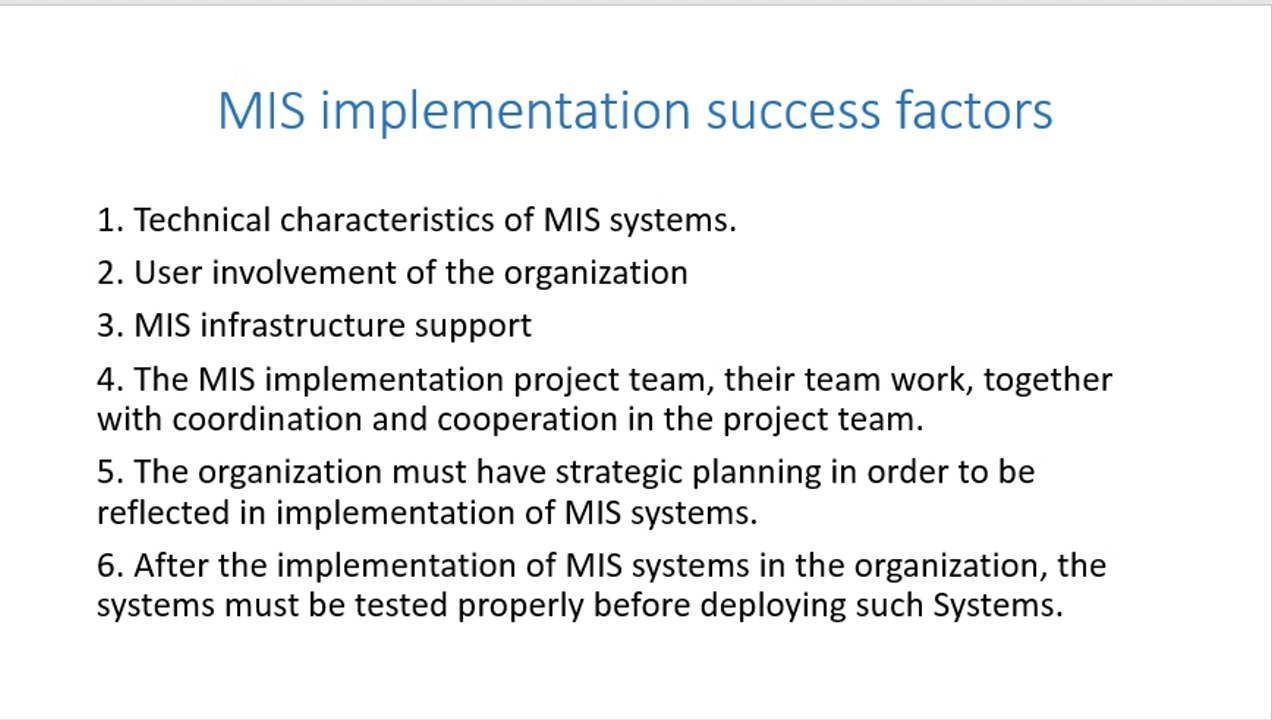 MIS implementation success factors
1. Technical characteristics of MIS systems.
2. User involvement of the organization
3. MIS infrastructure support
4. The MIS implementation project team, their team work, together
with coordination and cooperation in the project team.
5. The organization must have strategic planning in order to be
reflected in implementation of MIS systems.
6. After the implementation of MIS systems in the organization, the
systems must be tested properly before deploying such Systems.